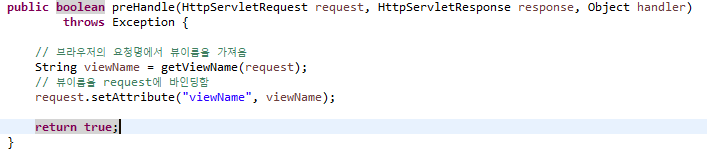 public boolean preHandle(HttpServletRequest request, HttpServletResponse response, Object handler)
throws Exception {
// 브라우저의 요청명에서 뷰이름을 가져옴
String viewName = getViewName(request);
// 뷰이름을 request에 바인딩함
request.setAttribute("viewName", viewName);
return true;
}